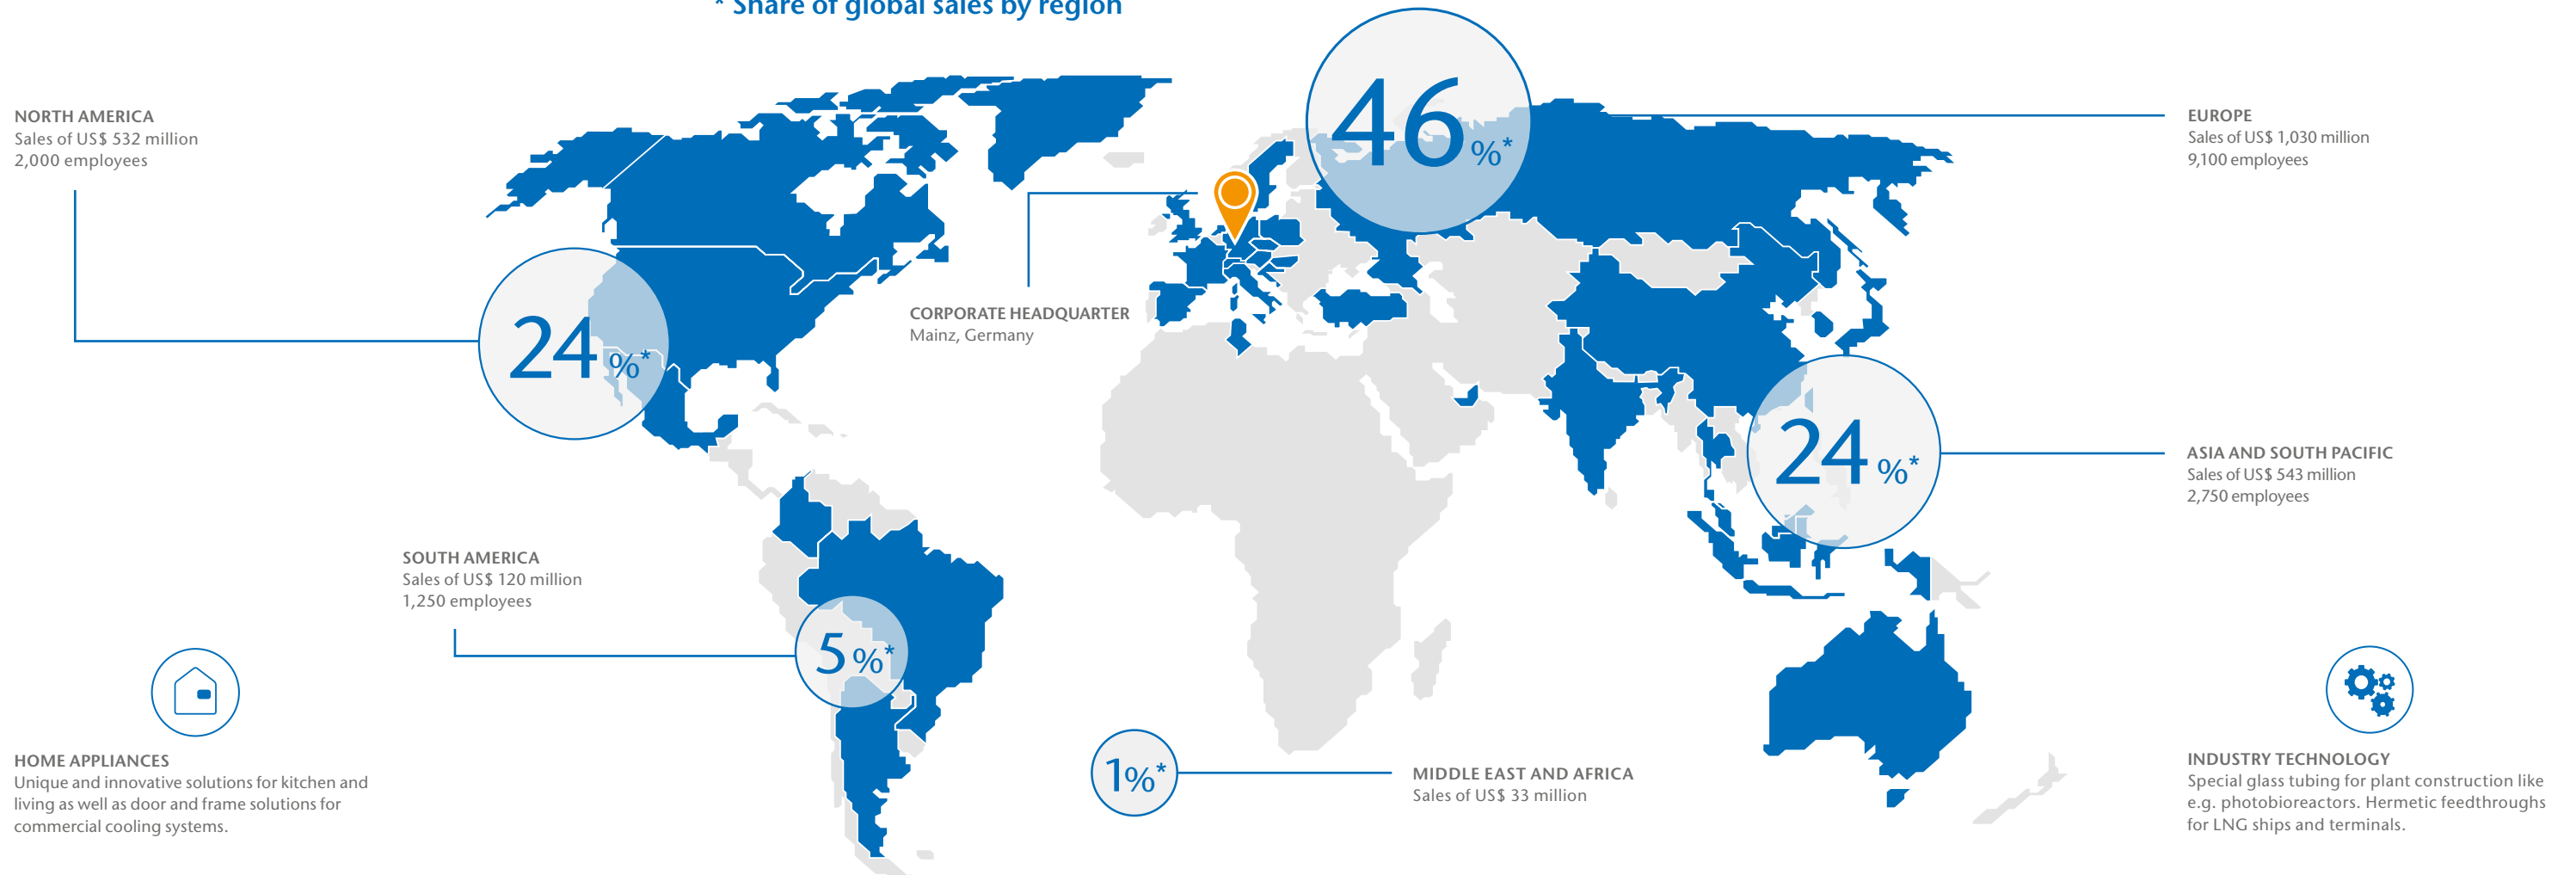 * Share of global sales by region
NORTH AMERICA
Sales of US$ 532 million
2,000 employees
24%*
46%*
EUROPE
Sales of US$ 1,030 million
9,100 employees
CORPORATE HEADQUARTER
Mainz, Germany
24%*
ASIA AND SOUTH PACIFIC
Sales of US$ 543 million
2,750 employees
SOUTH AMERICA
Sales of US$ 120 million
1,250 employees
5%*
1%*
MIDDLE EAST AND AFRICA
Sales of US$ 33 million
HOME APPLIANCES
Unique and innovative solutions for kitchen and
living as well as door and frame solutions for
commercial cooling systems.
INDUSTRY TECHNOLOGY
Special glass tubing for plant construction like
e.g. photobioreactors. Hermetic feedthroughs
for LNG ships and terminals.